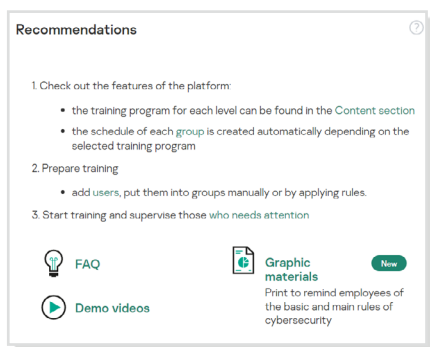 Recommendations
?
1. Check out the features of the platform:
• the training program for each level can be found in the Content section
• the schedule of each group is created automatically depending on the
selected training program
2. Prepare training
• add users, put them into groups manually or by applying rules.
3. Start training and supervise those who needs attention
FAQ
Graphic
materials
New
Print to remind employees of
the basic and main rules of
cybersecurity
Demo videos